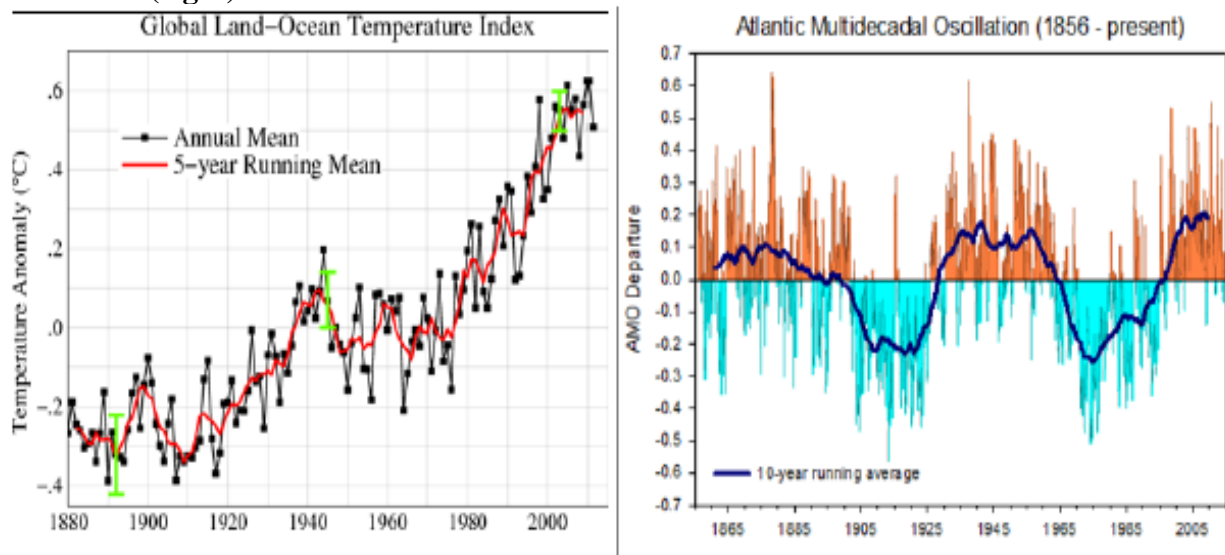 Global Land−Ocean Temperature Index
.6
.4
.2
.0
−.2
−.4
Temperature Anomaly (°C)
Annual Mean
5−year Running Mean
1880 1900 1920 1940 1960 1980 2000
Atlantic Multidecadal Oscillation (1856 - present)
0.7
0.6
0.5
0.4
0.3
0.2
0.1
0.0
-0.1
-0.2
-0.3
-0.4
-0.5
-0.6
-0.7
AMO Departure
10-year running average
1865 1885 1905 1925 1945 1965 1985 2005